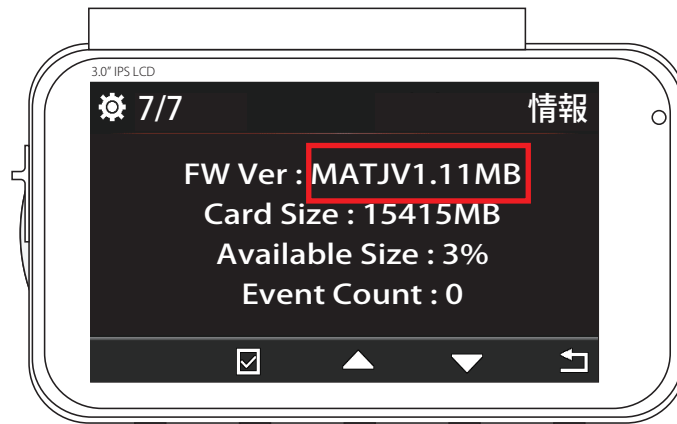 3.0" IPS LCD
7/7 情報
FW Ver : MATJV1.11MB
Card Size : 15415MB
Available Size : 3%
Event Count : 0